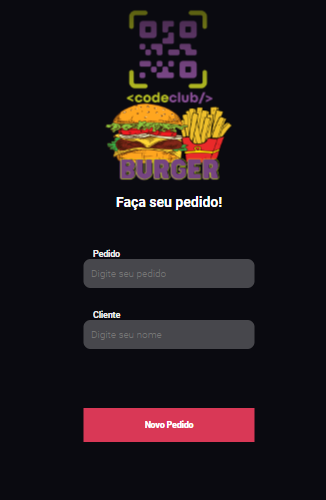 <codeclub/>
BURGER
Faça seu pedido!
Pedido
Digite seu pedido
Cliente
Digite seu nome
Novo Pedido